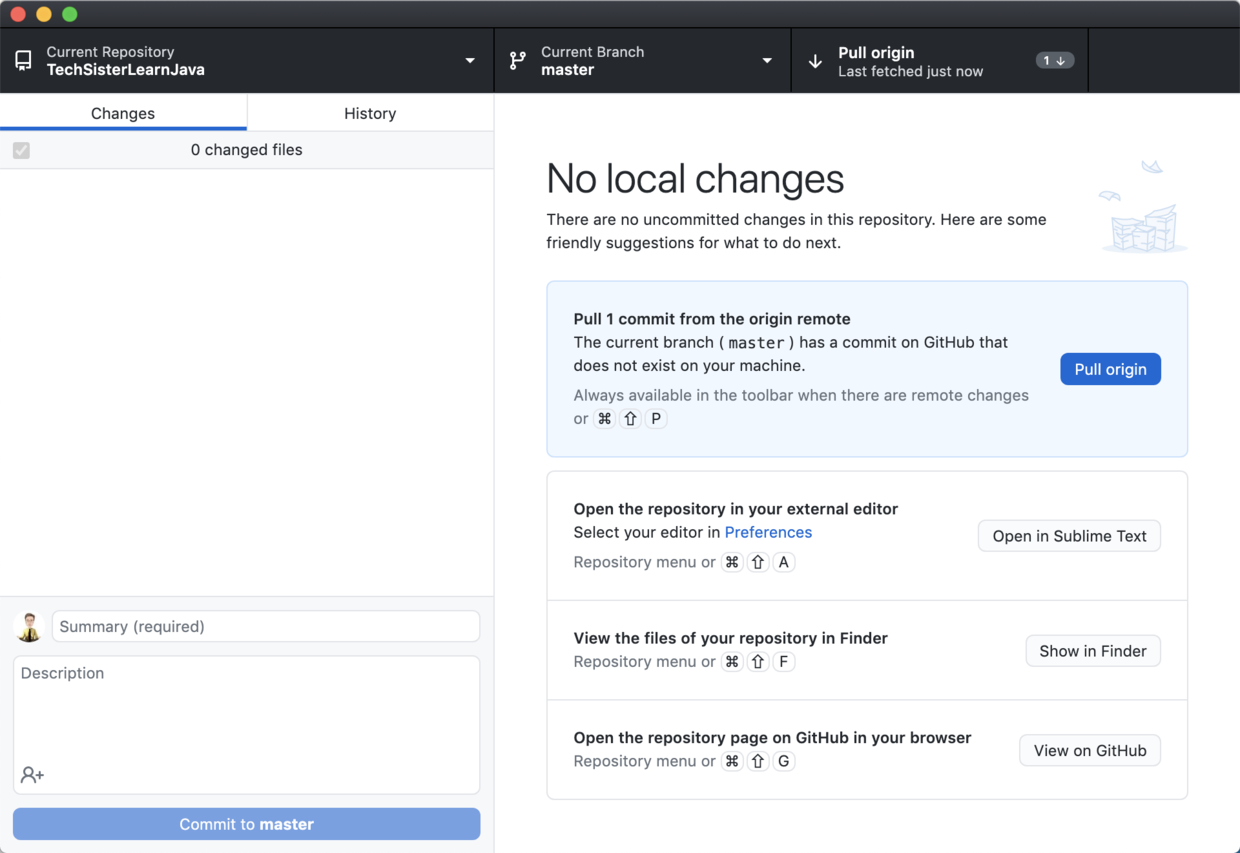 Current Repository
TechSisterLearnJava
Current Branch
master
Pull origin
Last fetched just now
1 ↓
Changes
History
0 changed files
No local changes
There are no uncommitted changes in this repository. Here are some
friendly suggestions for what to do next.
Pull 1 commit from the origin remote
The current branch ( master ) has a commit on GitHub that
does not exist on your machine.
Always available in the toolbar when there are remote changes
or ⌘ ⇧ P
Pull origin
Open the repository in your external editor
Select your editor in Preferences
Repository menu or ⌘ ⇧ A
Open in Sublime Text
View the files of your repository in Finder
Repository menu or ⌘ ⇧ F
Show in Finder
Open the repository page on GitHub in your browser
Repository menu or ⌘ ⇧ G
View on GitHub
Summary (required)
Description
Commit to master